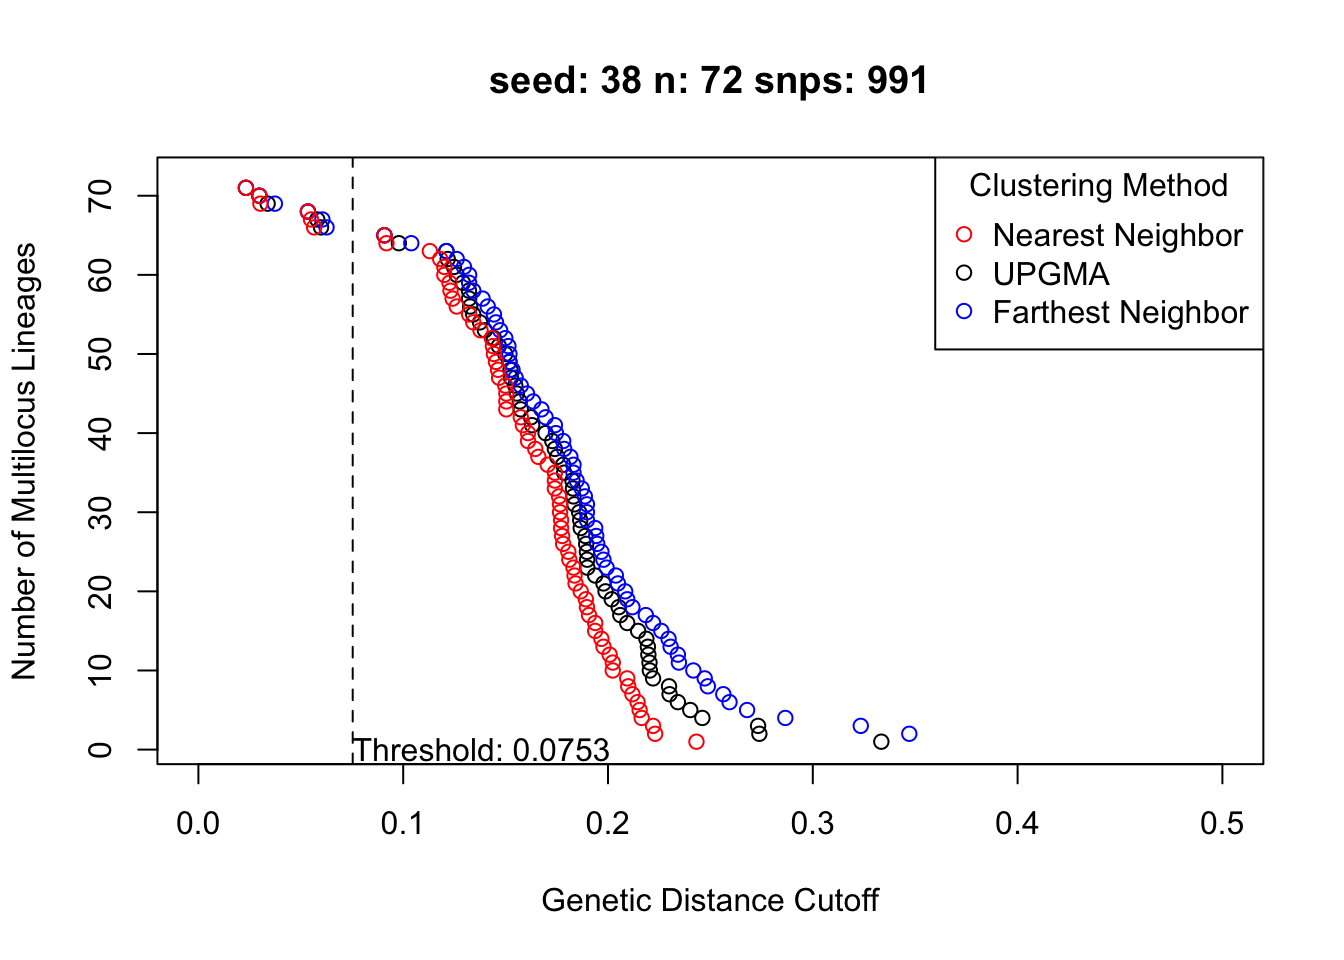 seed: 38 n: 72 snps: 991
Clustering Method
Nearest Neighbor
UPGMA
Farthest Neighbor
Number of Multilocus Lineages
70
60
50
40
30
20
10
0
Threshold: 0.0753
0.0 0.1 0.2 0.3 0.4 0.5
Genetic Distance Cutoff